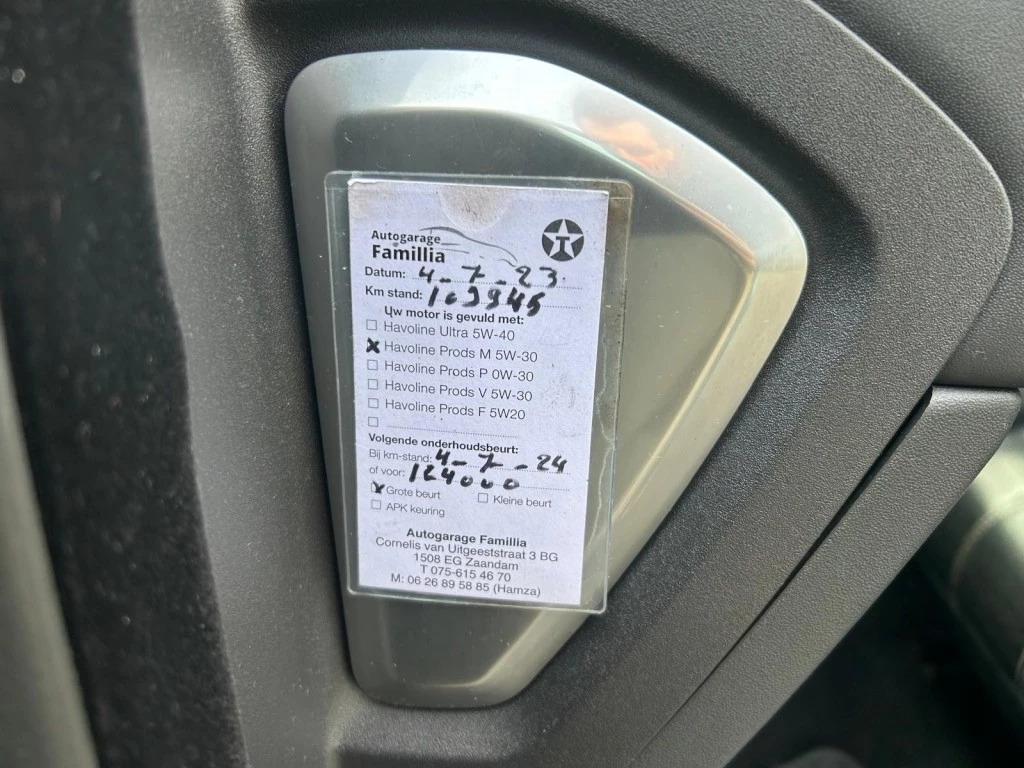 Autogarage
Famillia
Datum: 4-7-23
Km stand: 109945
Uw motor is gevuld met:
☐ Havoline Ultra 5W-40
☒ Havoline Prods M 5W-30
☐ Havoline Prods P 0W-30
☐ Havoline Prods V 5W-30
☐ Havoline Prods F 5W20
☐
Volgende onderhoudsbeurt:
Bij km-stand: 4-7-24
of voor: 124000
☒ Grote beurt ☐ Kleine beurt
☐ APK keuring
Autogarage Famillia
Cornelis van Uitgeeststraat 3 BG
1508 EG Zaandam
T 075-615 46 70
M: 06 26 89 58 85 (Hamza)